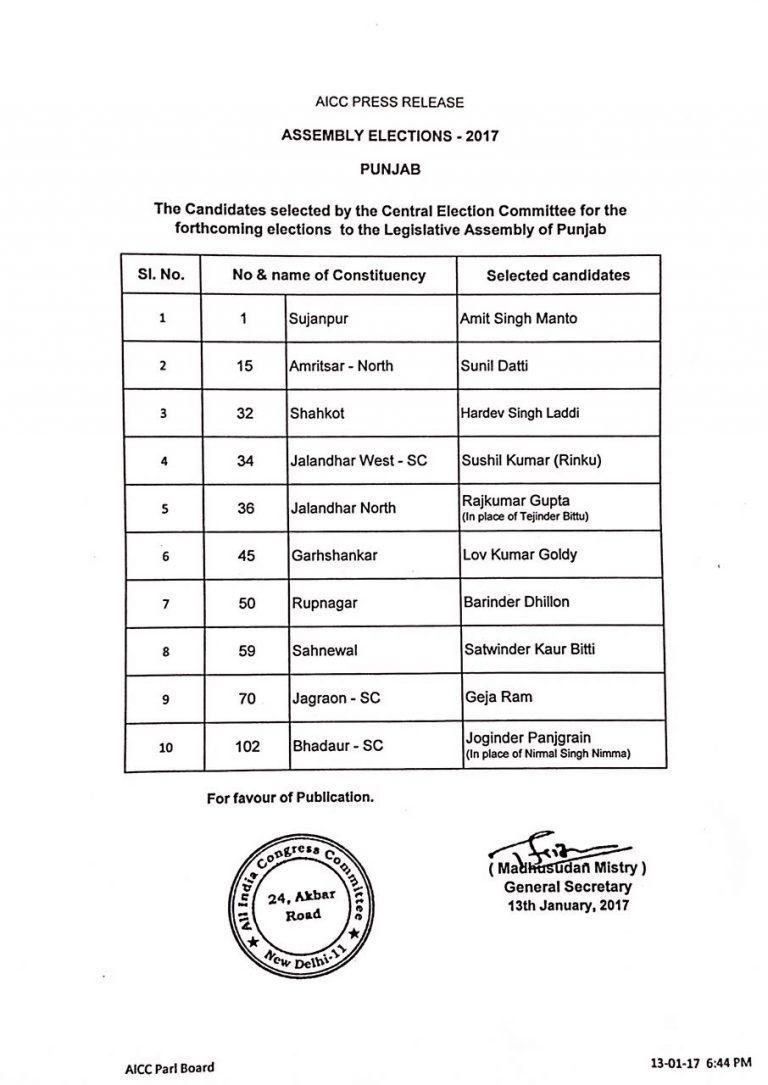 AICC PRESS RELEASE
ASSEMBLY ELECTIONS - 2017
PUNJAB
The Candidates selected by the Central Election Committee for the
forthcoming elections to the Legislative Assembly of Punjab
Sl. No. No & name of Constituency Selected candidates
1 1 Sujanpur Amit Singh Manto
2 15 Amritsar - North Sunil Datti
3 32 Shahkot Hardev Singh Laddi
4 34 Jalandhar West - SC Sushil Kumar (Rinku)
5 36 Jalandhar North Rajkumar Gupta
(In place of Tejinder Bittu)
6 45 Garhshankar Lov Kumar Goldy
7 50 Rupnagar Barinder Dhillon
8 59 Sahnewal Satwinder Kaur Bitti
9 70 Jagraon - SC Geja Ram
10 102 Bhadaur - SC Joginder Panjgrain
(In place of Nirmal Singh Nimma)
For favour of Publication.
All India Congress Committee
24, Akbar
Road
★ New Delhi-11 ★
( Madhusudan Mistry )
General Secretary
13th January, 2017
AICC Parl Board
13-01-17 6:44 PM